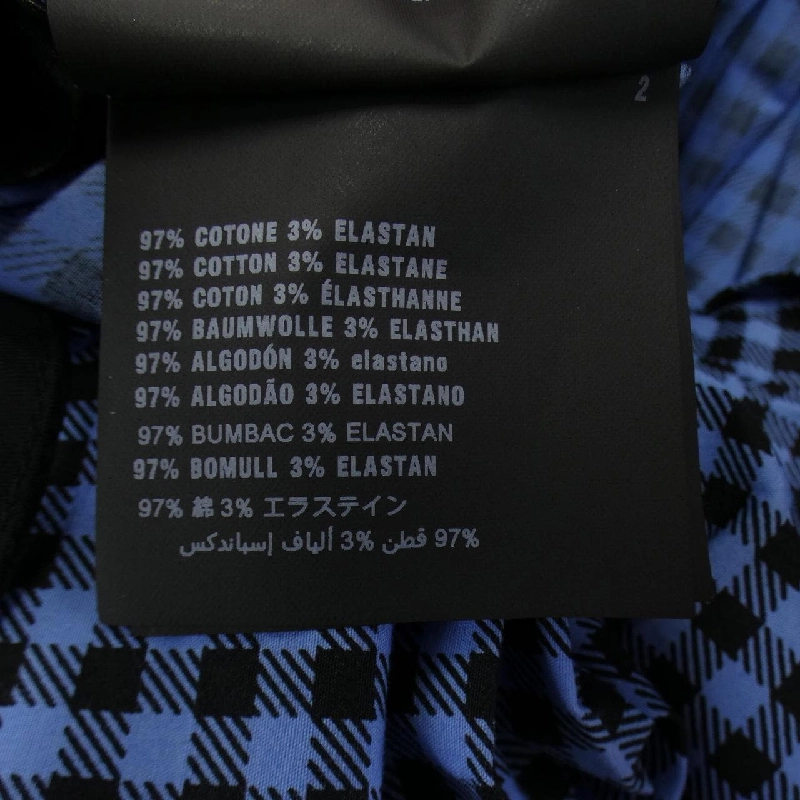 2
97% COTONE 3% ELASTAN
97% COTTON 3% ELASTANE
97% COTON 3% ÉLASTHANNE
97% BAUMWOLLE 3% ELASTHAN
97% ALGODÓN 3% elastano
97% ALGODÃO 3% ELASTANO
97% BUMBAC 3% ELASTAN
97% BOMULL 3% ELASTAN
97% 綿 3% エラステイン
97% قطن 3% ألياف إسباندكس